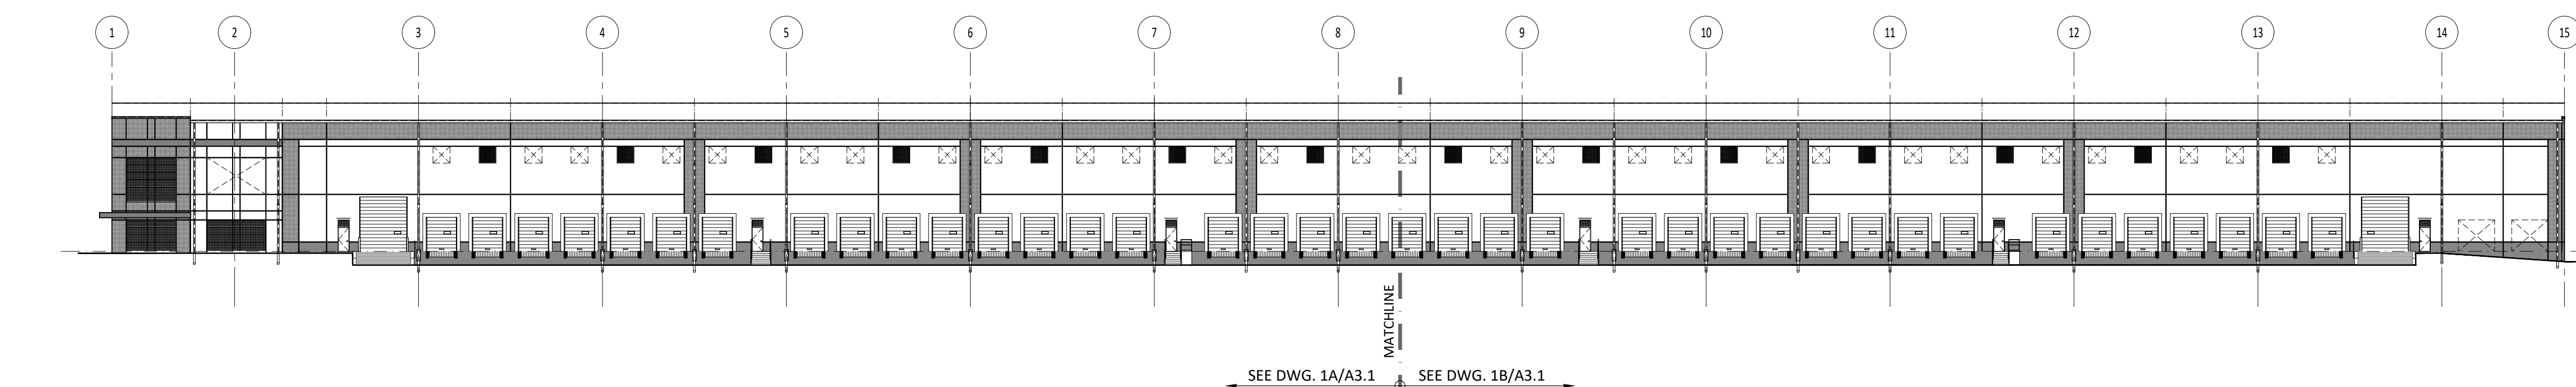 1 2 3 4 5 6 7 8 9 10 11 12 13 14 15
MATCHLINE
SEE DWG. 1A/A3.1 SEE DWG. 1B/A3.1